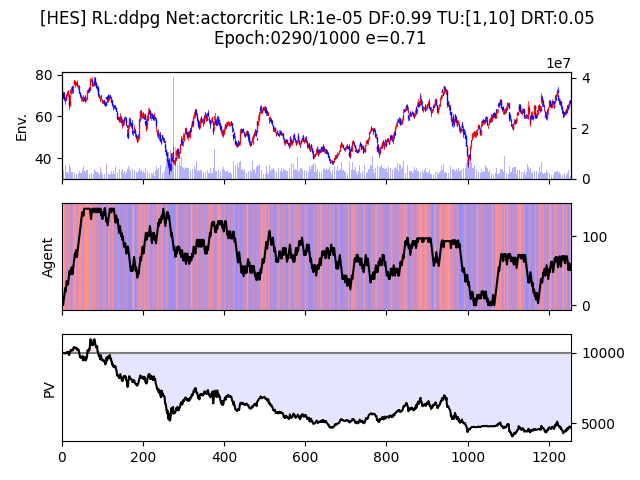 [HES] RL:ddpg Net:actorcritic LR:1e-05 DF:0.99 TU:[1,10] DRT:0.05
Epoch:0290/1000 e=0.71
1e7
80
60
40
Env.
4
2
0
Agent
100
0
PV
10000
5000
0 200 400 600 800 1000 1200